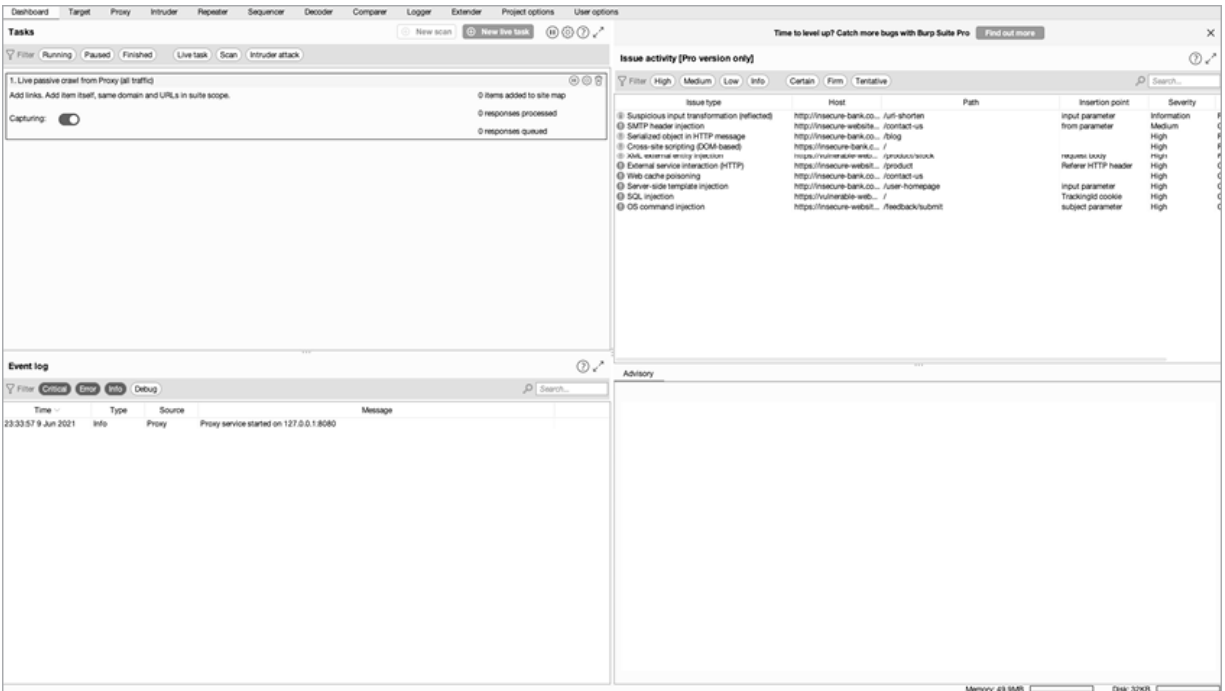 Dashboard Target Proxy Intruder Repeater Sequencer Decoder Comparer Logger Extender Project options User options
Tasks
New scan
New live task
Filter Running Paused Finished Live task Scan Intruder attack
1. Live passive crawl from Proxy (all traffic)
Add links. Add item itself, same domain and URLs in suite scope.
0 items added to site map
Capturing:
0 responses processed
0 responses queued
Event log
Filter Critical Error Info Debug
Search...
Time Type Source Message
23:33:57 9 Jun 2021 Info Proxy Proxy service started on 127.0.0.1:8080
Time to level up? Catch more bugs with Burp Suite Pro Find out more
Issue activity [Pro version only]
Filter High Medium Low Info Certain Firm Tentative
Search...
Issue type Host Path Insertion point Severity
Suspicious input transformation (reflected) http://insecure-bank.co... /url-shorten input parameter Information
SMTP header injection http://insecure-website... /contact-us from parameter Medium
Serialized object in HTTP message http://insecure-bank.co... /blog High
Cross-site scripting (DOM-based) https://insecure-bank.c... / High
XML external entity injection https://vulnerable-web... /product/stock request body High
External service interaction (HTTP) https://insecure-websit... /product Referer HTTP header High
Web cache poisoning http://insecure-bank.co... /contact-us High
Server-side template injection http://insecure-bank.co... /user-homepage input parameter High
SQL injection https://vulnerable-web... / TrackingId cookie High
OS command injection https://insecure-websit... /feedback/submit subject parameter High
Advisory
Memory: 49.9MB
Disk: 32KB